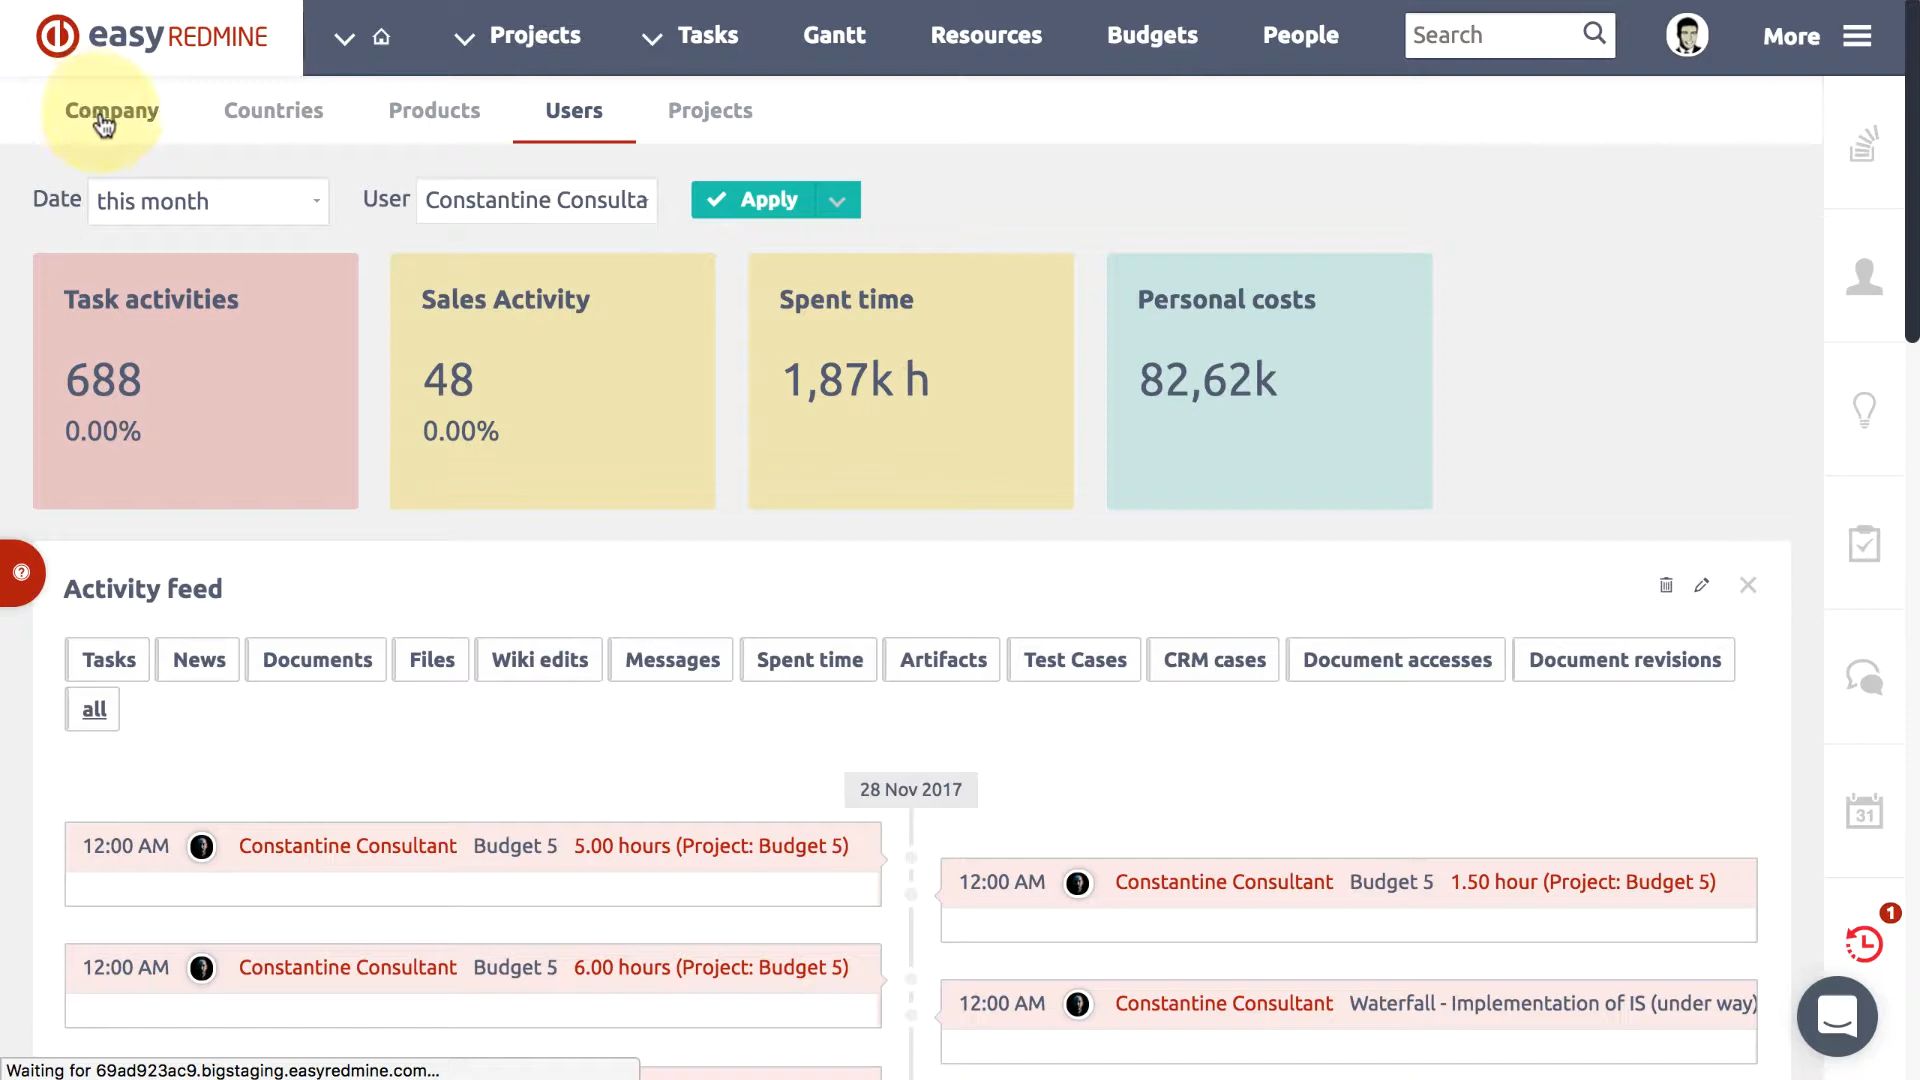 easy REDMINE
Projects
Tasks
Gantt
Resources
Budgets
People
Search
More
Company
Countries
Products
Users
Projects
Date
this month
User
Constantine Consulta
Apply
Task activities
688
0.00%
Sales Activity
48
0.00%
Spent time
1,87k h
Personal costs
82,62k
Activity feed
Tasks
News
Documents
Files
Wiki edits
Messages
Spent time
Artifacts
Test Cases
CRM cases
Document accesses
Document revisions
all
28 Nov 2017
12:00 AM Constantine Consultant Budget 5 5.00 hours (Project: Budget 5)
12:00 AM Constantine Consultant Budget 5 1.50 hour (Project: Budget 5)
12:00 AM Constantine Consultant Budget 5 6.00 hours (Project: Budget 5)
12:00 AM Constantine Consultant Waterfall - Implementation of IS (under way)
31
1
Waiting for 69ad923ac9.bigstaging.easyredmine.com...